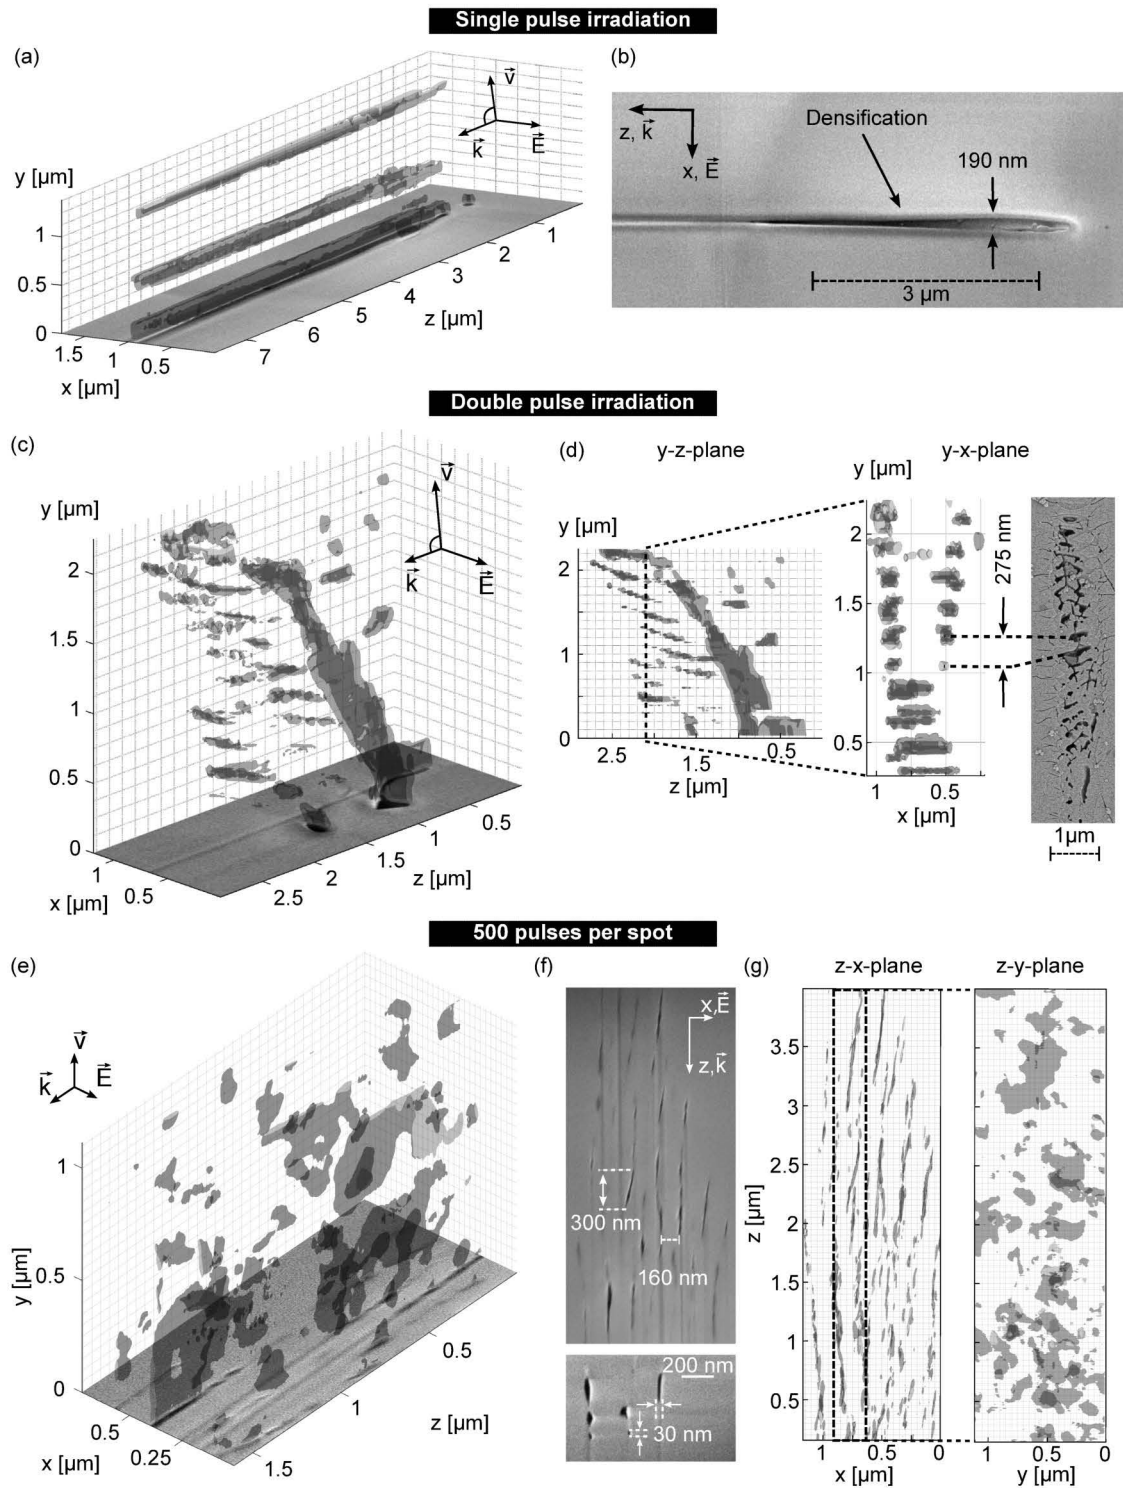 Single pulse irradiation
(a)
v
k
E
y [µm]
1
0.5
0
1.5
1
0.5
x [µm]
7
6
5
4
3
2
1
z [µm]
(b)
z, k
x, E
Densification
190 nm
3 µm
Double pulse irradiation
(c)
v
k
E
y [µm]
2
1.5
1
0.5
0
1
0.5
x [µm]
2.5
2
1.5
1
0.5
z [µm]
(d)
y-z-plane
y [µm]
2
1
0
2.5
1.5
0.5
z [µm]
y-x-plane
y [µm]
2
1.5
1
0.5
1
0.5
x [µm]
275 nm
1µm
500 pulses per spot
(e)
v
k
E
y [µm]
1
0.5
0
0.5
0.25
x [µm]
1.5
1
0.5
z [µm]
(f)
x,E
z,k
300 nm
160 nm
200 nm
30 nm
(g)
z-x-plane
z [µm]
3.5
3
2.5
2
1.5
1
0.5
1
0.5
0
x [µm]
z-y-plane
1
0.5
0
y [µm]